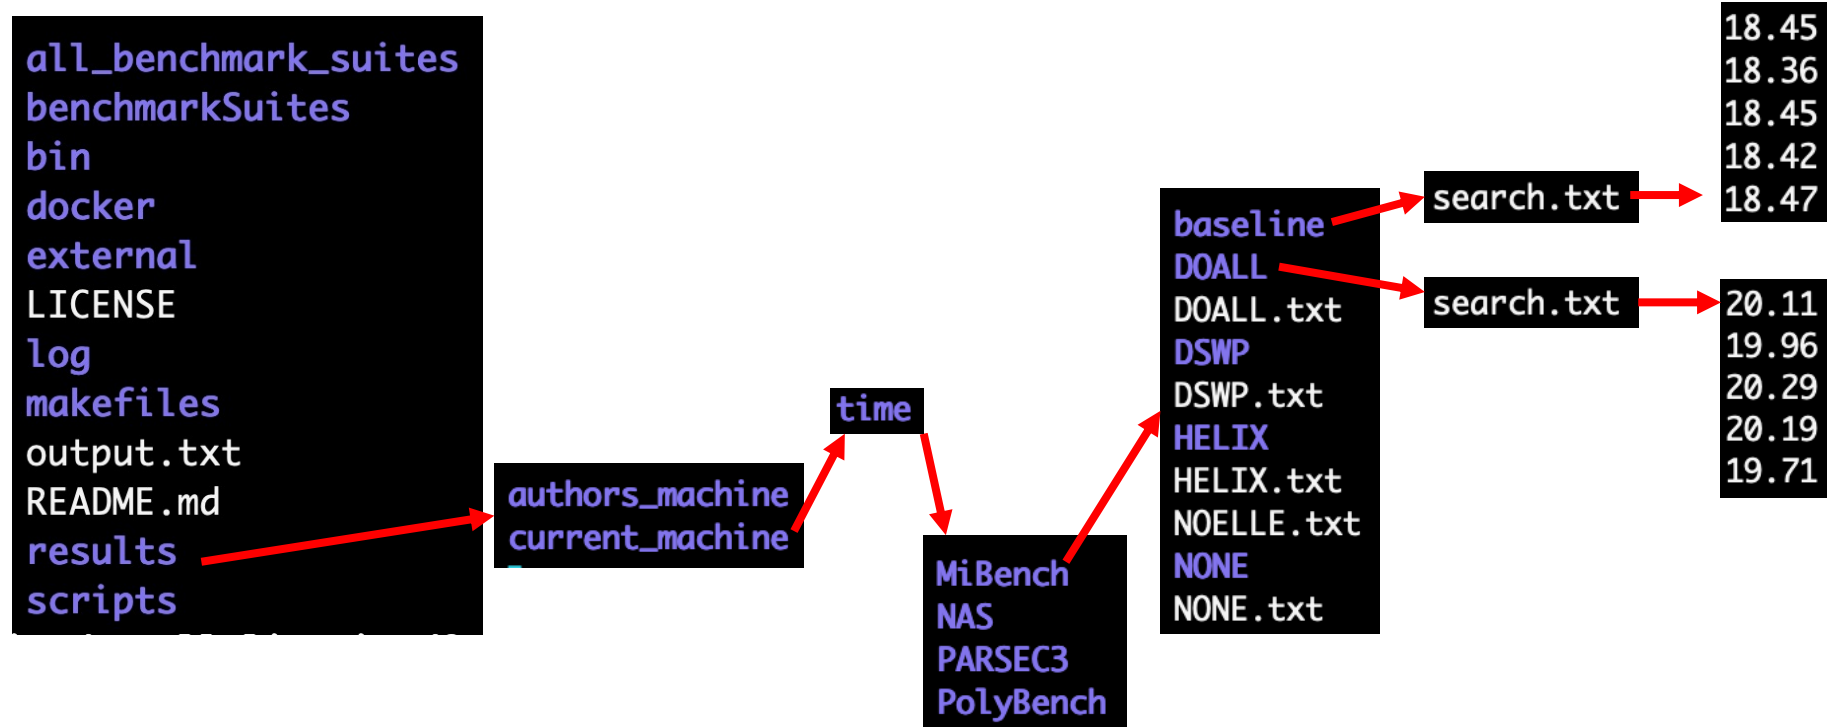 all_benchmark_suites
benchmarkSuites
bin
docker
external
LICENSE
log
makefiles
output.txt
README.md
results
scripts
authors_machine
current_machine
time
MiBench
NAS
PARSEC3
PolyBench
baseline
DOALL
DOALL.txt
DSWP
DSWP.txt
HELIX
HELIX.txt
NOELLE.txt
NONE
NONE.txt
search.txt
search.txt
18.45
18.36
18.45
18.42
18.47
20.11
19.96
20.29
20.19
19.71